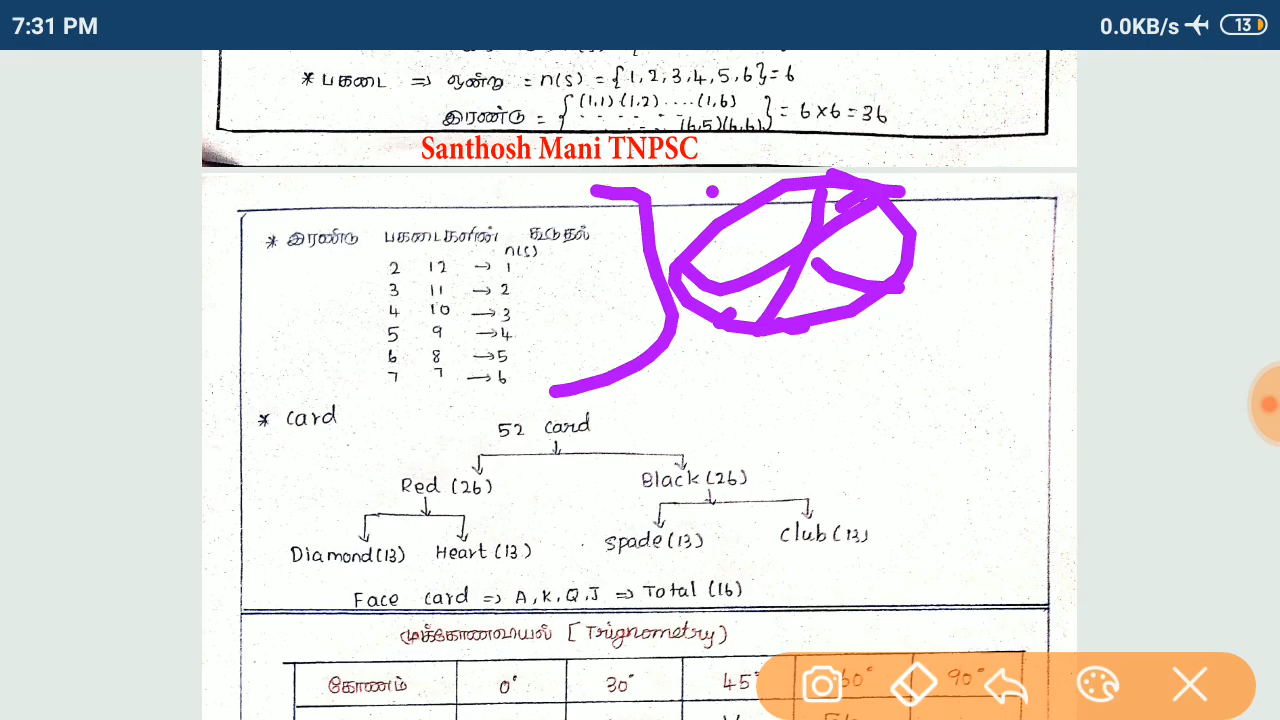 7:31 PM 0.0KB/s 13
* பகடை ⇒ ஒன்று = n(s) = {1,2,3,4,5,6} = 6
இரண்டு = { (1,1) (1,2) .... (1,6)
(6,5)(6,6) } = 6×6 = 36
Santhosh Mani TNPSC
* இரண்டு பகடைகளின் கூடுதல்
n(s)
2 12 → 1
3 11 → 2
4 10 → 3
5 9 → 4
6 8 → 5
7 7 → 6
* Card
52 Card
Red (26) Black (26)
Diamond (13) Heart (13) Spade (13) Club (13)
Face card ⇒ A, K, Q, J ⇒ Total (16)
முக்கோணவியல் [Trignometry)
கோணம் 0° 30° 45° 60° 90°